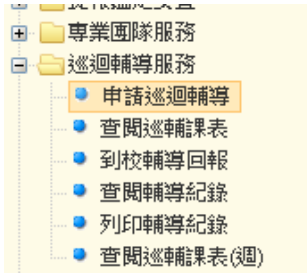 專業團隊服務
巡迴輔導服務
申請巡迴輔導
查閱巡輔課表
到校輔導回報
查閱輔導紀錄
列印輔導紀錄
查閱巡輔課表(週)